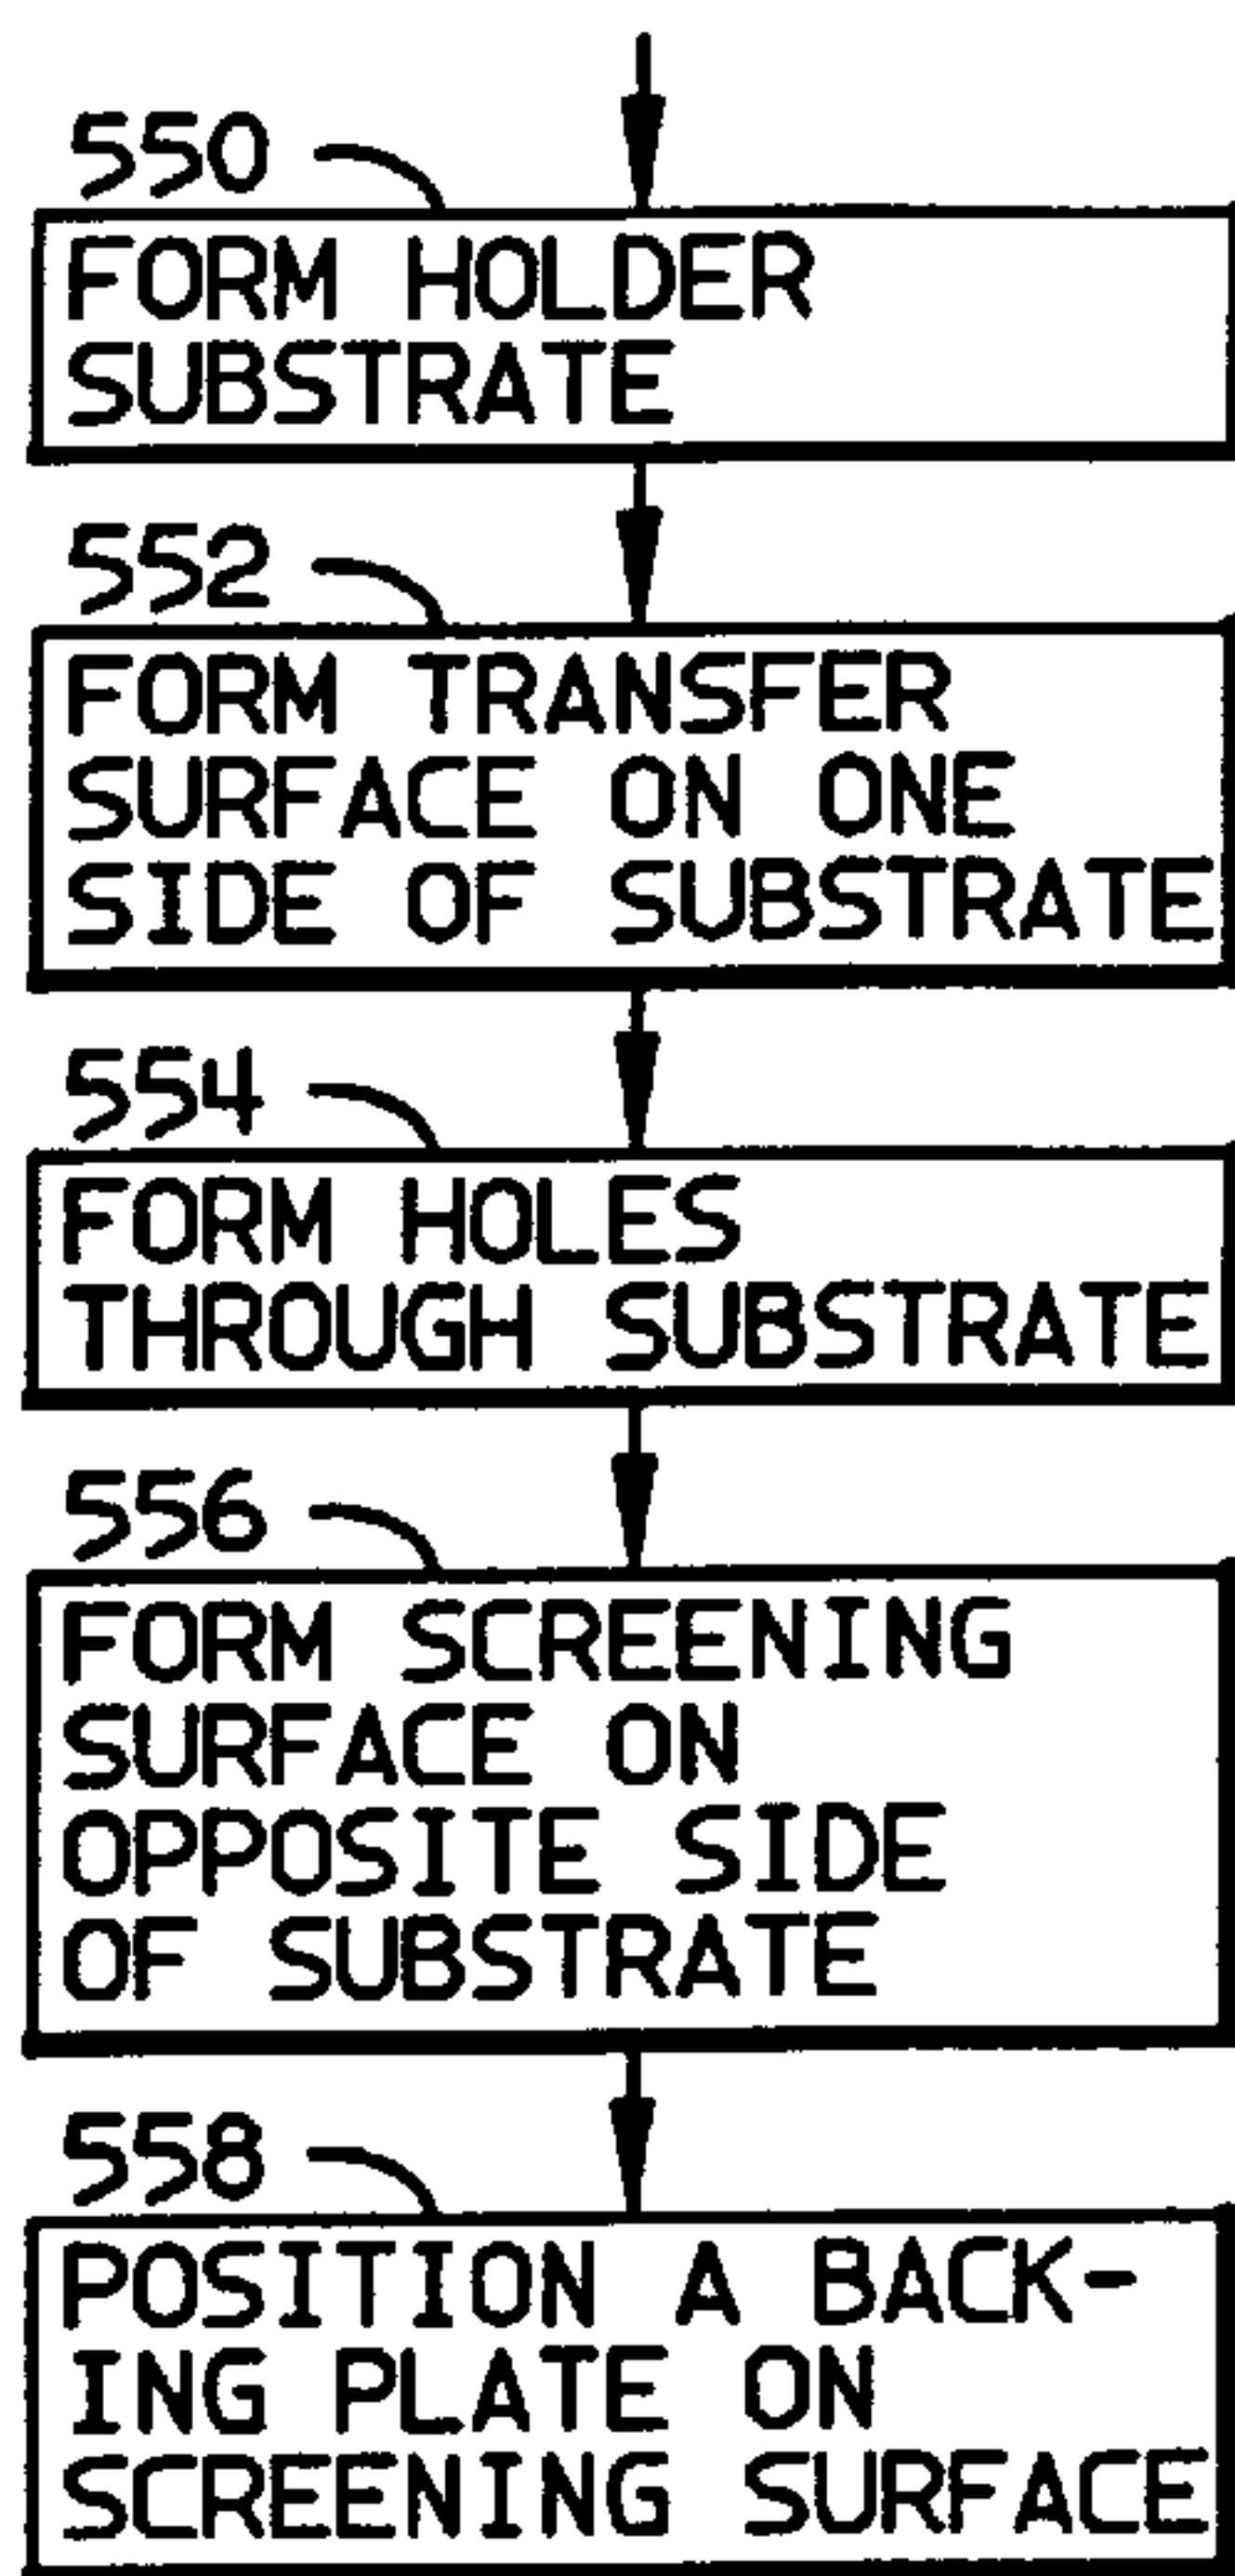 550
FORM HOLDER
SUBSTRATE
552
FORM TRANSFER
SURFACE ON ONE
SIDE OF SUBSTRATE
554
FORM HOLES
THROUGH SUBSTRATE
556
FORM SCREENING
SURFACE ON
OPPOSITE SIDE
OF SUBSTRATE
558
POSITION A BACK-
ING PLATE ON
SCREENING SURFACE